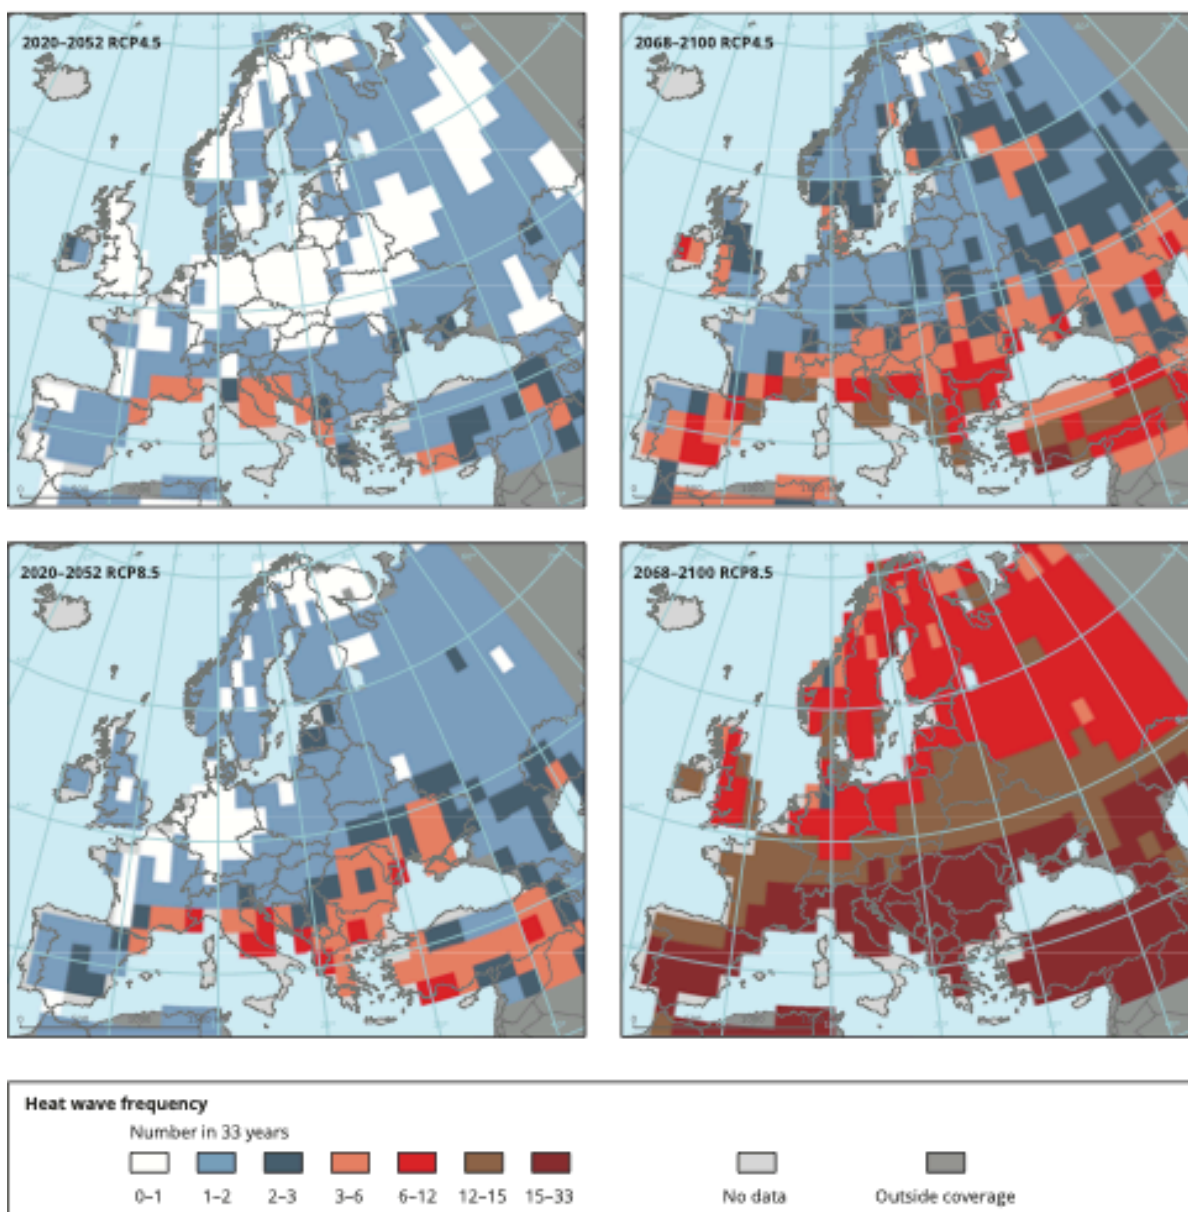 2020–2052 RCP4.5
2068–2100 RCP4.5
2020–2052 RCP8.5
2068–2100 RCP8.5
Heat wave frequency
Number in 33 years
0–1 1–2 2–3 3–6 6–12 12–15 15–33 No data Outside coverage